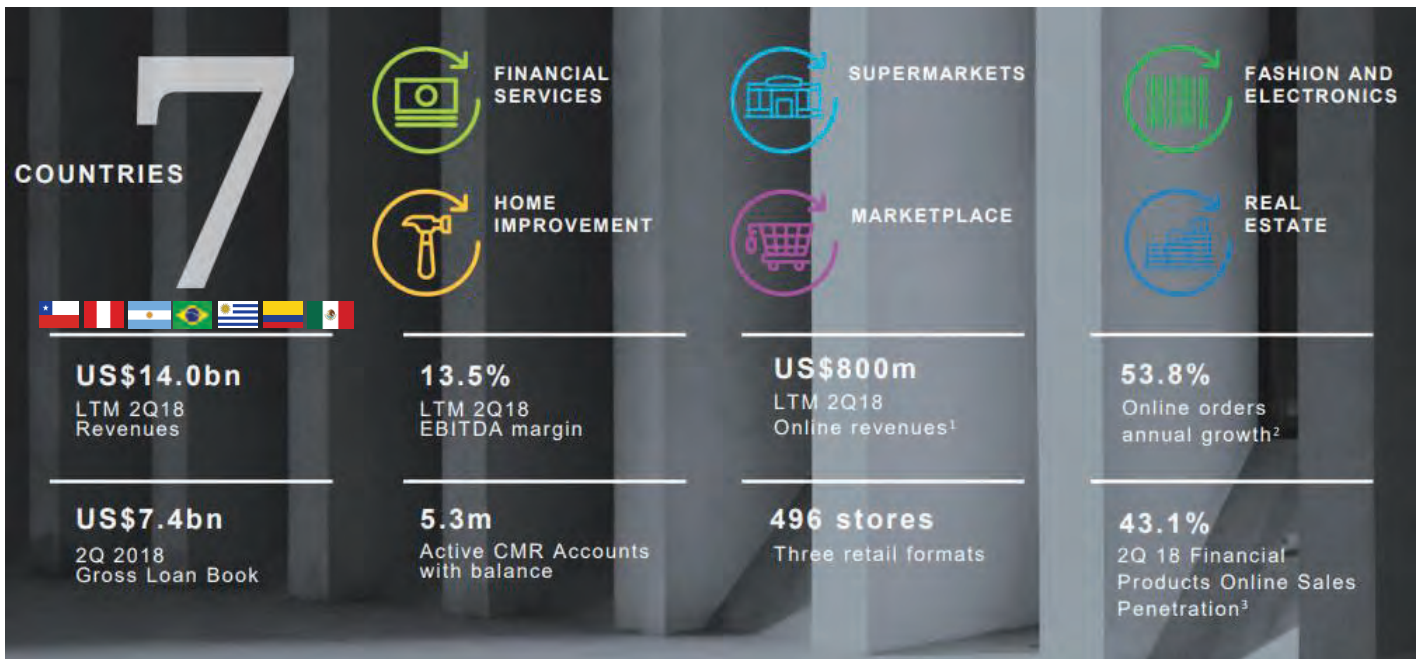 7
COUNTRIES
FINANCIAL
SERVICES
SUPERMARKETS
FASHION AND
ELECTRONICS
HOME
IMPROVEMENT
MARKETPLACE
REAL
ESTATE
US$14.0bn
LTM 2Q18
Revenues
13.5%
LTM 2Q18
EBITDA margin
US$800m
LTM 2Q18
Online revenues¹
53.8%
Online orders
annual growth²
US$7.4bn
2Q 2018
Gross Loan Book
5.3m
Active CMR Accounts
with balance
496 stores
Three retail formats
43.1%
2Q 18 Financial
Products Online Sales
Penetration³